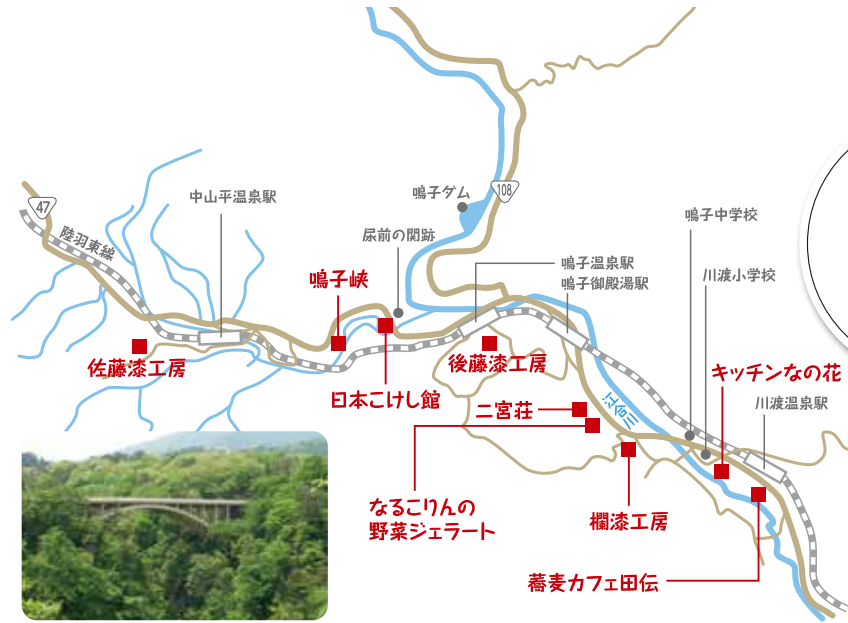 47
陸羽東線
中山平温泉駅
鳴子ダム
108
尿前の関跡
鳴子峡
鳴子温泉駅
鳴子御殿湯駅
鳴子中学校
川渡小学校
佐藤漆工房
日本こけし館
後藤漆工房
キッチンなの花
川渡温泉駅
二宮荘
江合川
なるこりんの
野菜ジェラート
欄漆工房
蕎麦カフェ田伝